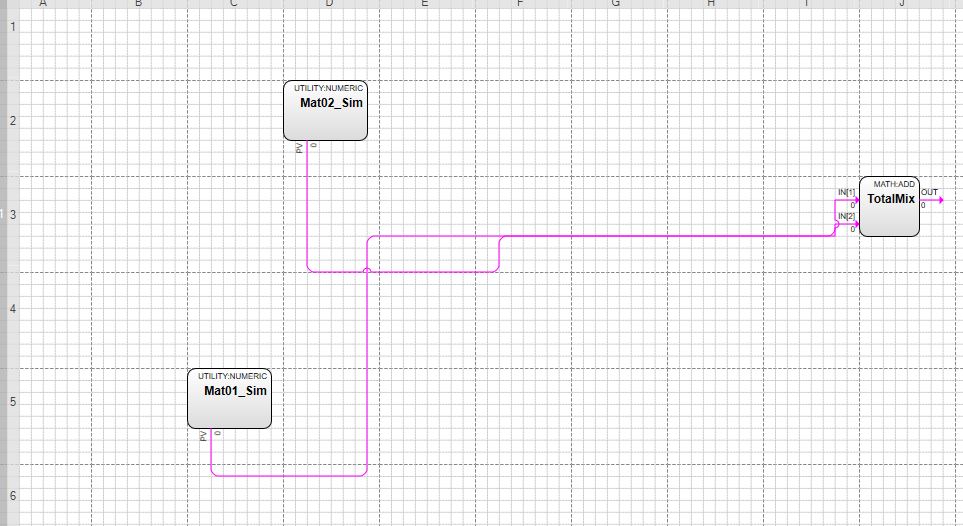 A B C D E F G H I J
1
UTILITY:NUMERIC
Mat02_Sim
2
PV 0
MATH:ADD
IN[1] OUT
TotalMix
0 0
3
IN[2]
0
4
UTILITY:NUMERIC
Mat01_Sim
5
PV 0
6